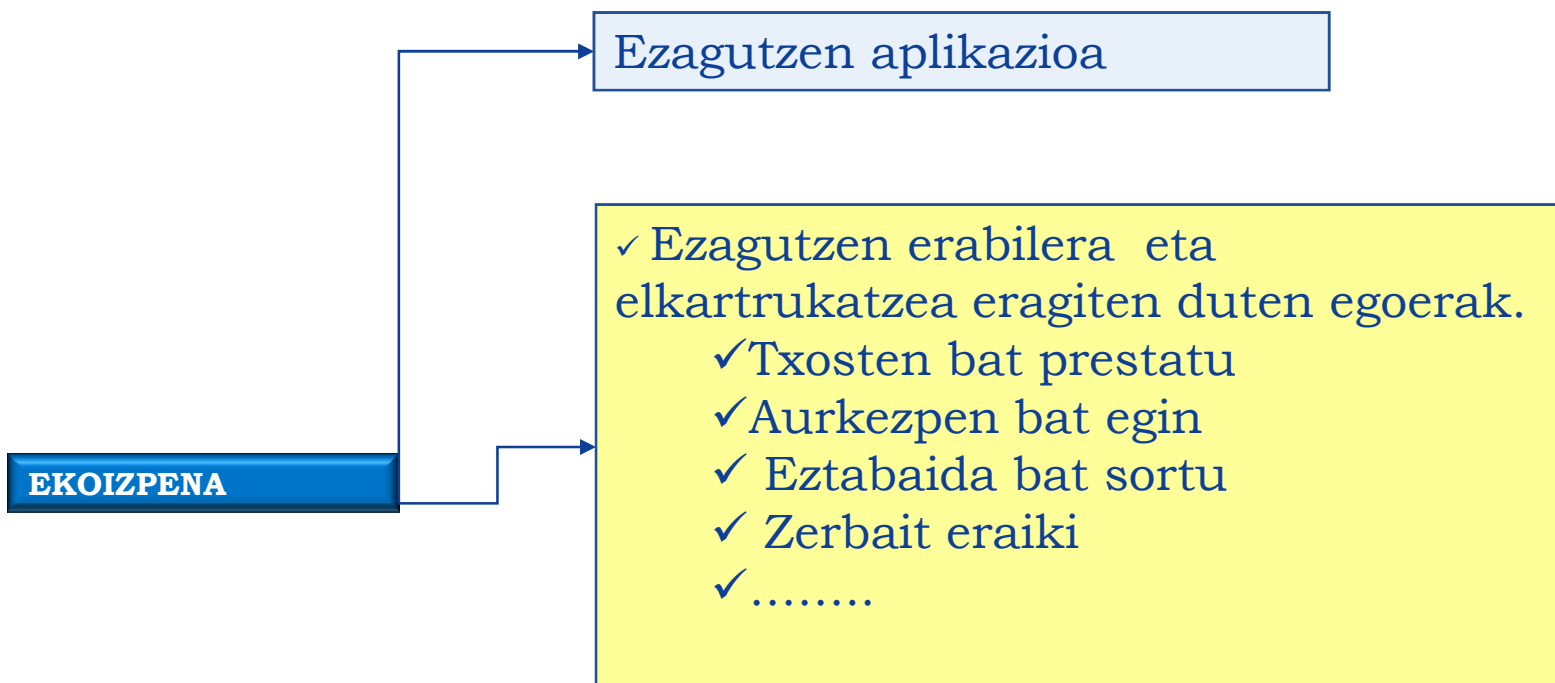 Ezagutzen aplikazioa
✓ Ezagutzen erabilera eta
elkartrukatzea eragiten duten egoerak.
✓Txosten bat prestatu
✓Aurkezpen bat egin
✓ Eztabaida bat sortu
✓ Zerbait eraiki
✓........
EKOIZPENA